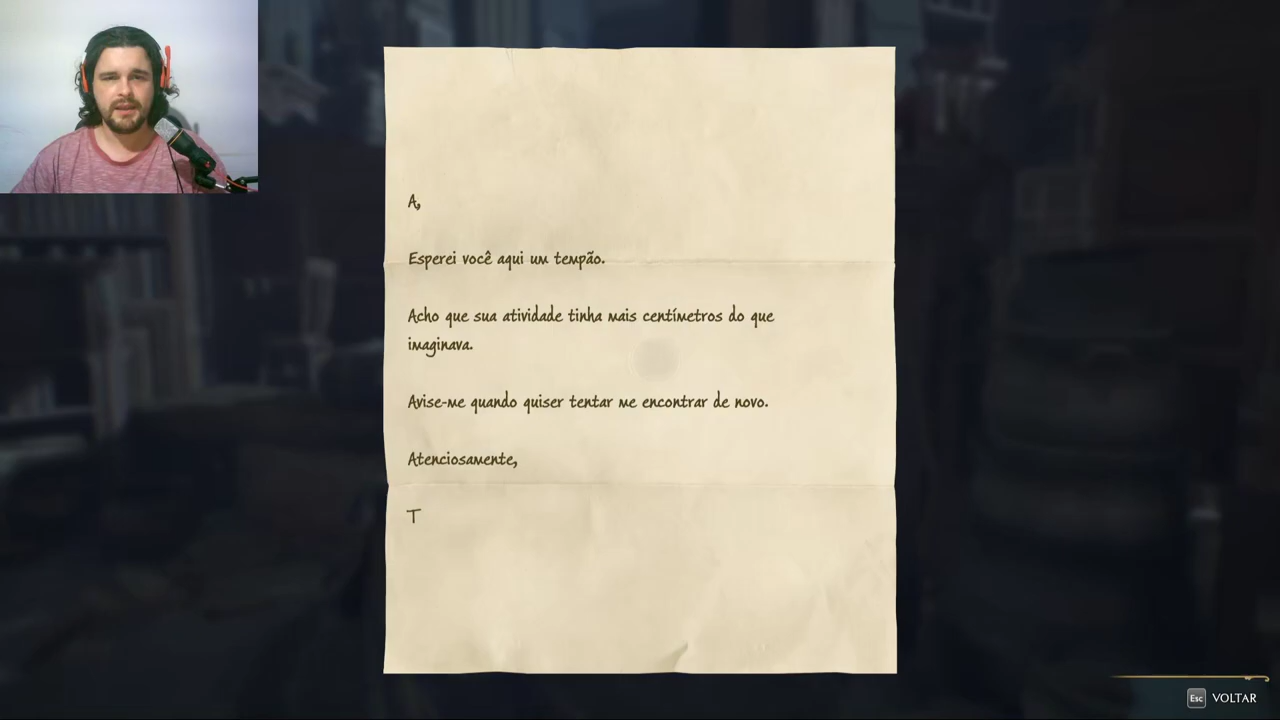 A,
Esperei você aqui um tempão.
Acho que sua atividade tinha mais centímetros do que
imaginava.
Avise-me quando quiser tentar me encontrar de novo.
Atenciosamente,
T
Esc VOLTAR